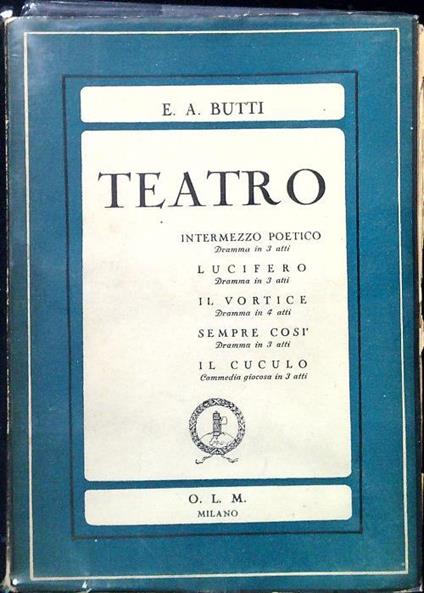 E. A. BUTTI
TEATRO
INTERMEZZO POETICO
Dramma in 3 atti
LUCIFERO
Dramma in 3 atti
IL VORTICE
Dramma in 4 atti
SEMPRE COSI'
Dramma in 3 atti
IL CUCULO
Commedia giocosa in 3 atti
O. L. M.
MILANO